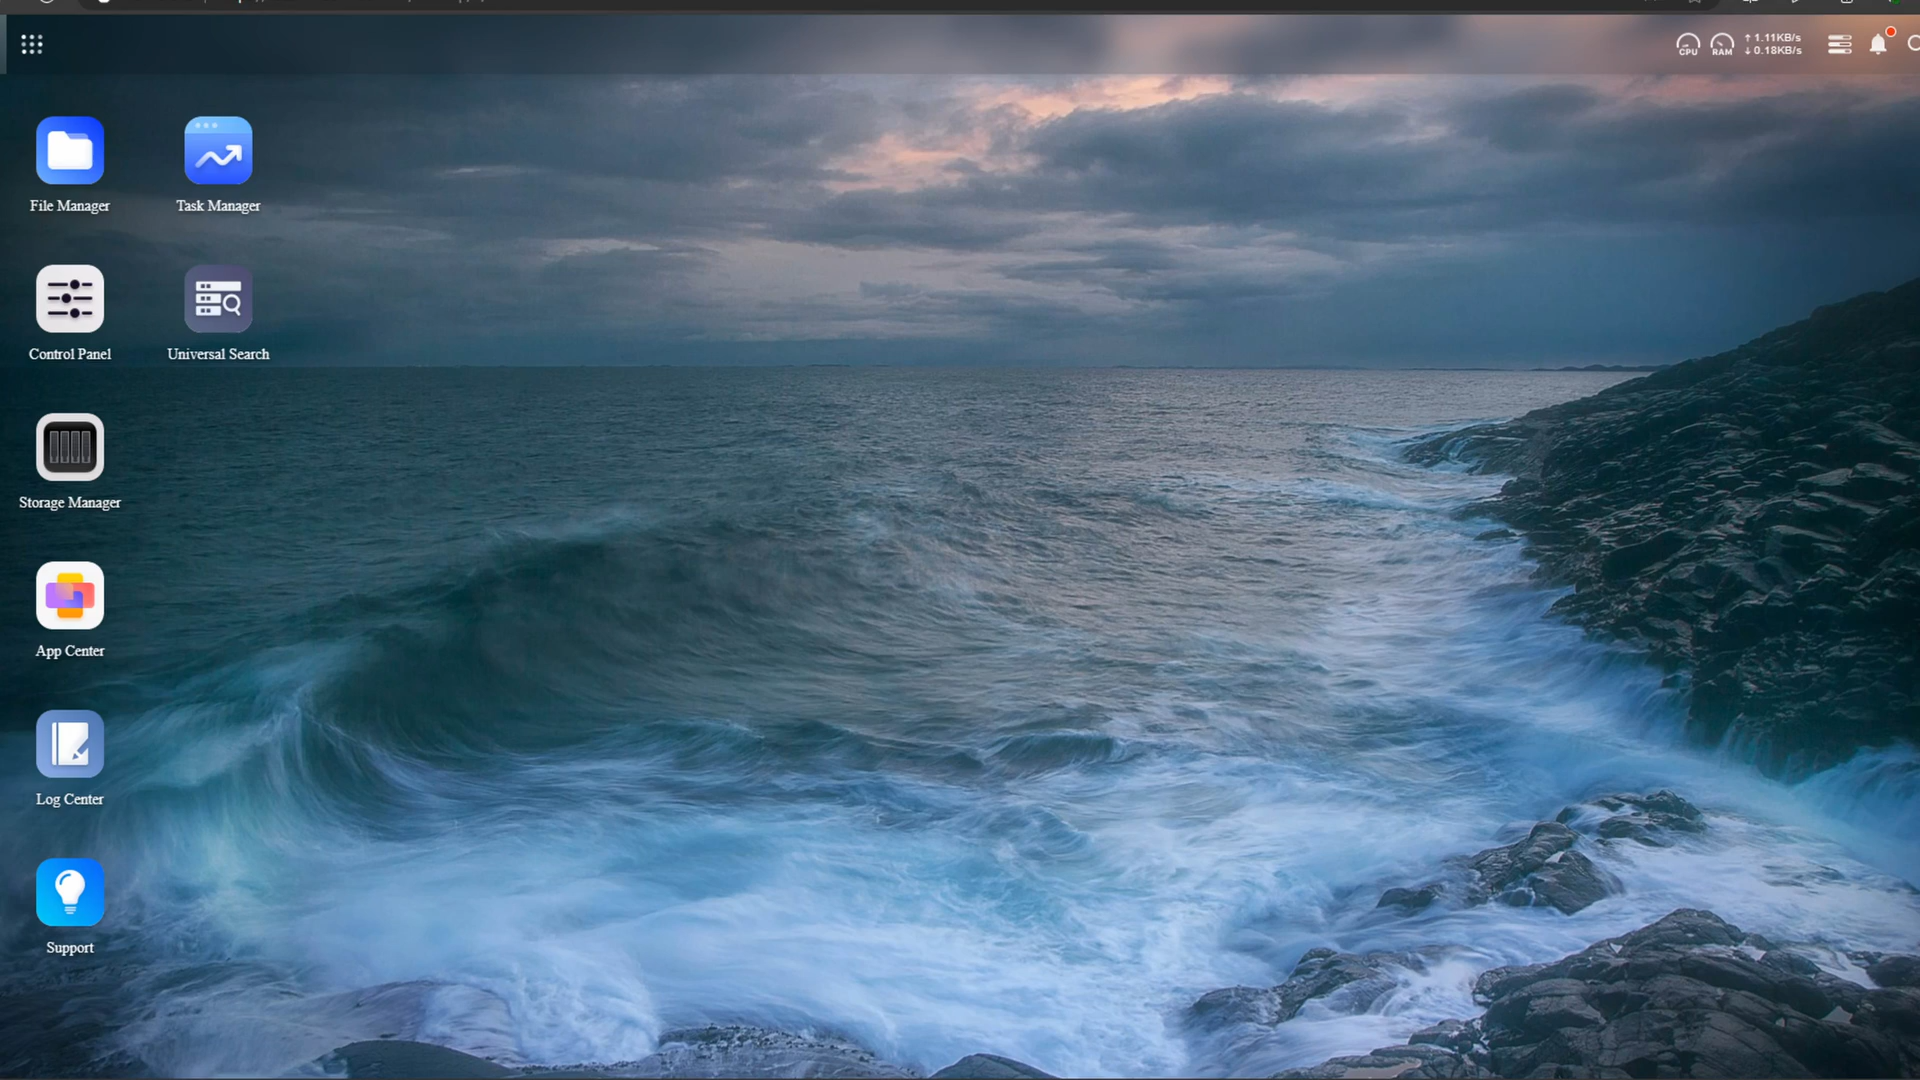 CPU
RAM
↑ 1.11KB/s
↓ 0.18KB/s
File Manager
Task Manager
Control Panel
Universal Search
Storage Manager
App Center
Log Center
Support